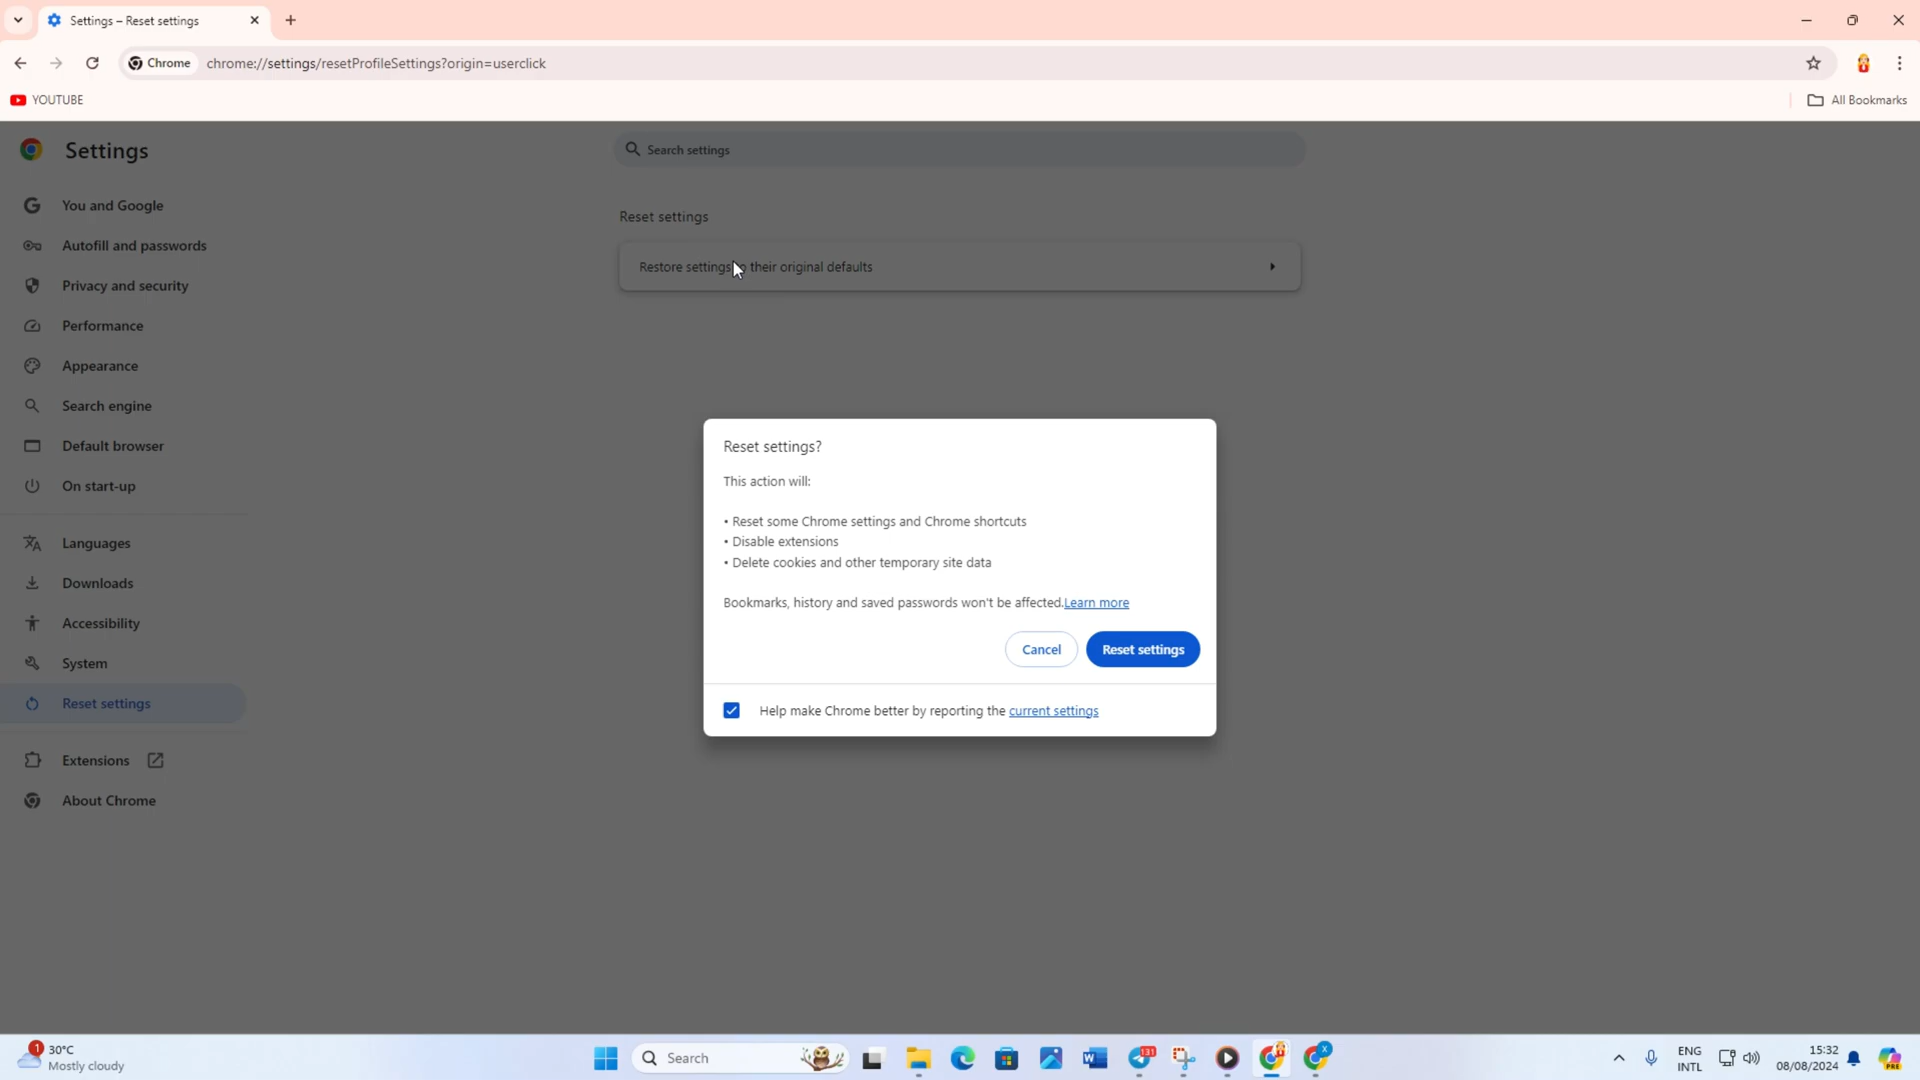 Settings – Reset settings
Chrome
chrome://settings/resetProfileSettings?origin=userclick
YOUTUBE
All Bookmarks
Settings
Search settings
You and Google
Autofill and passwords
Privacy and security
Performance
Appearance
Search engine
Default browser
On start-up
Languages
Downloads
Accessibility
System
Reset settings
Extensions
About Chrome
Reset settings
Restore settings their original defaults
Reset settings?
This action will:
• Reset some Chrome settings and Chrome shortcuts
• Disable extensions
• Delete cookies and other temporary site data
Bookmarks, history and saved passwords won't be affected.Learn more
Cancel
Reset settings
Help make Chrome better by reporting the current settings
1
30°C
Mostly cloudy
Search
131
X
ENG
INTL
15:32
08/08/2024
PRE